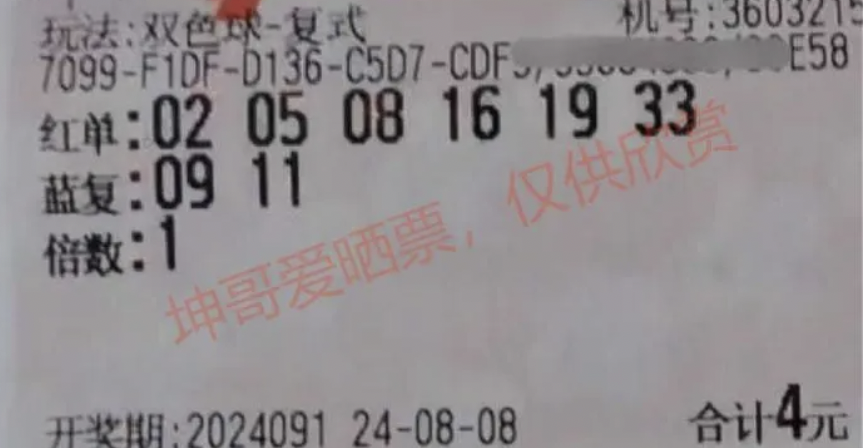 玩法:双色球-复式 机号:3603215
7099-F1DF-D136-C5D7-CDF E58
红单:02 05 08 16 19 33
蓝复:09 11
倍数:1
坤哥爱晒票，仅供欣赏
开奖期:2024091 24-08-08 合计4元